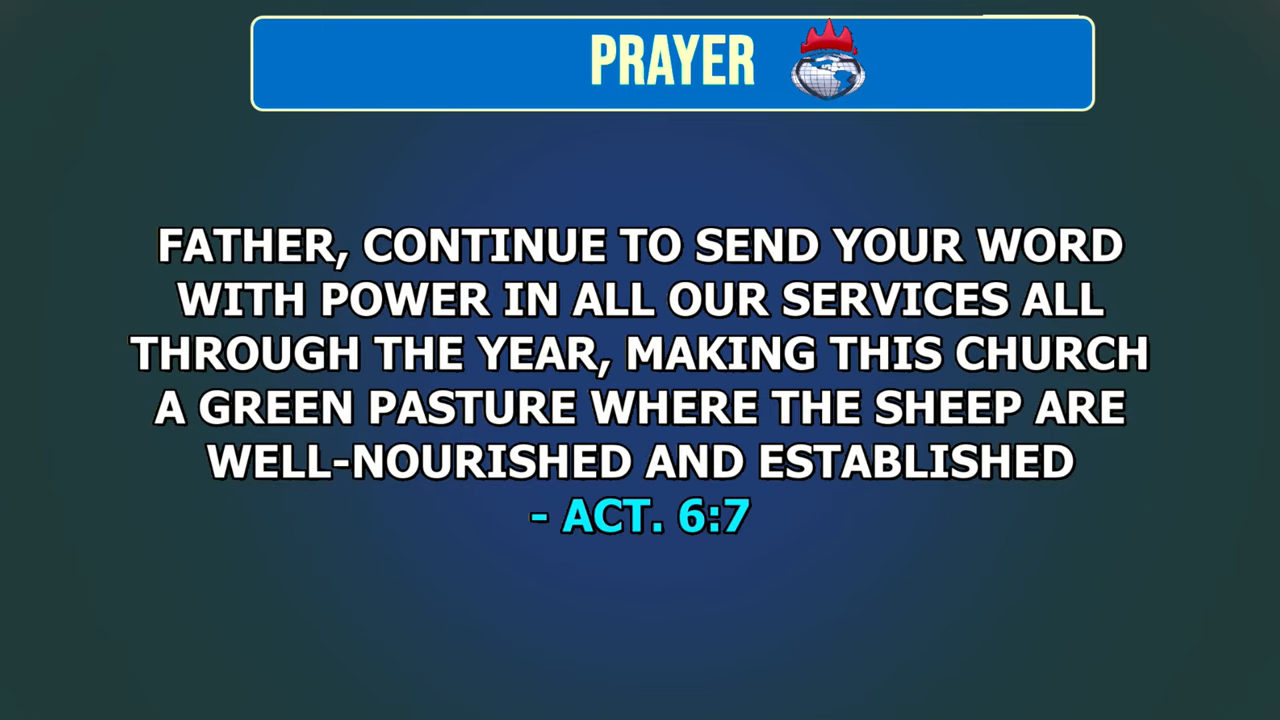 PRAYER
FATHER, CONTINUE TO SEND YOUR WORD
WITH POWER IN ALL OUR SERVICES ALL
THROUGH THE YEAR, MAKING THIS CHURCH
A GREEN PASTURE WHERE THE SHEEP ARE
WELL-NOURISHED AND ESTABLISHED
- ACT. 6:7